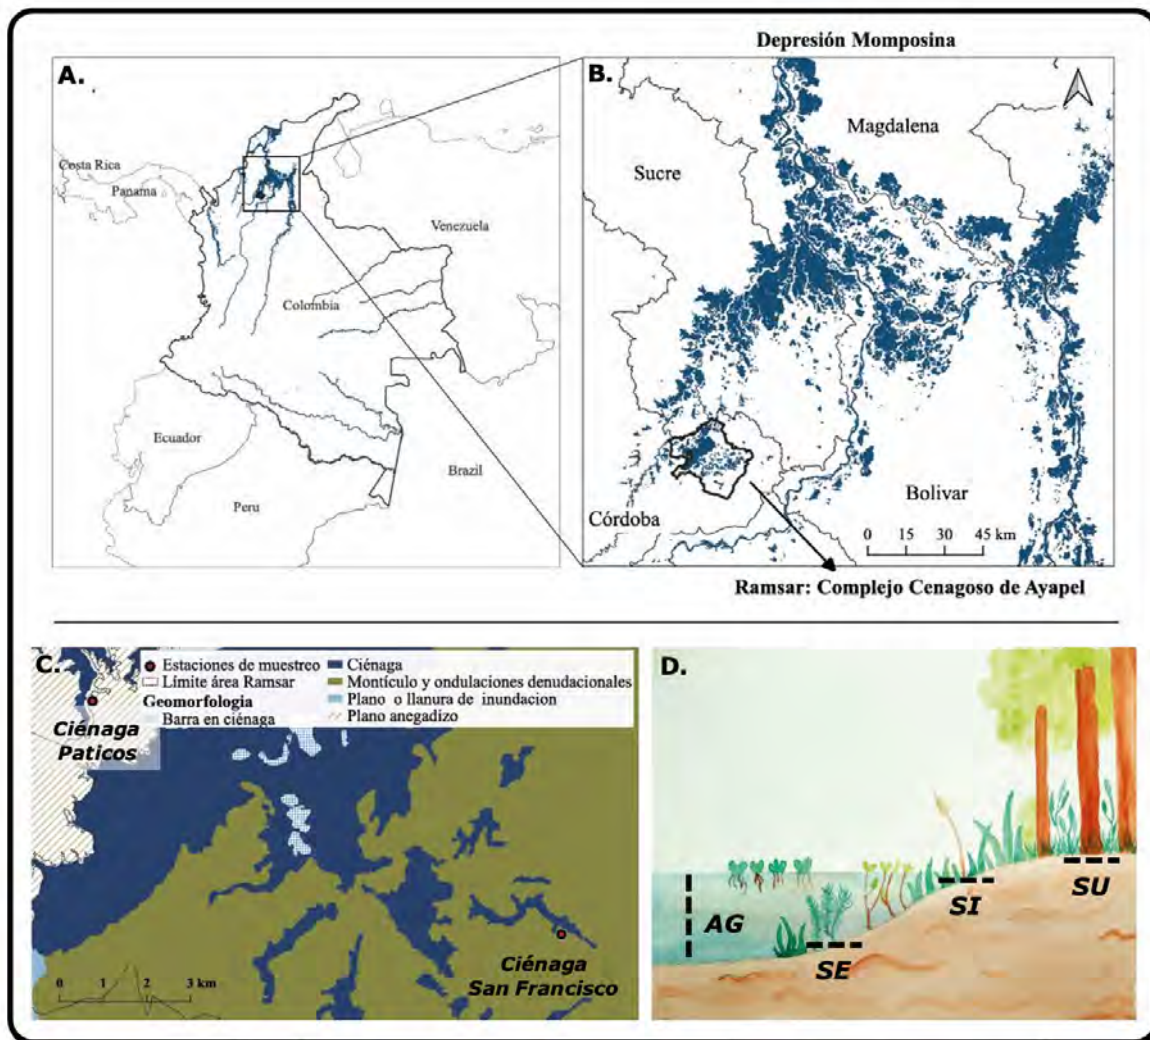 Depresión Momposina
A.
Costa Rica
Panama
Venezuela
Colombia
Ecuador
Brazil
Peru
B.
Magdalena
Sucre
Bolivar
Córdoba
0 15 30 45 km
Ramsar: Complejo Cenagoso de Ayapel
C.
Estaciones de muestreo
Límite área Ramsar
Geomorfologia
Barra en ciénaga
Ciénaga
Montículo y ondulaciones denudacionales
Plano o llanura de inundacion
Plano anegadizo
Ciénaga
Paticos
Ciénaga
San Francisco
0 1 2 3 km
D.
AG
SE
SI
SU